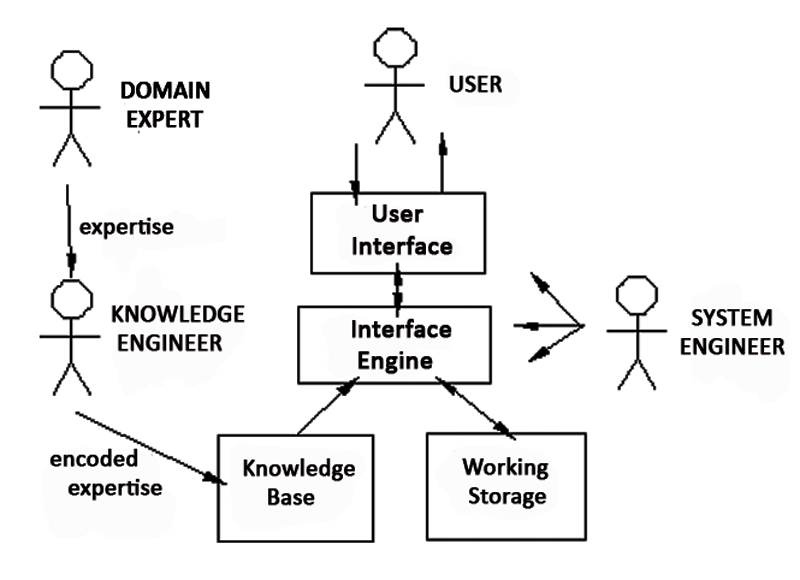 DOMAIN
EXPERT
USER
expertise
User
Interface
KNOWLEDGE
ENGINEER
Interface
Engine
SYSTEM
ENGINEER
encoded
expertise
Knowledge
Base
Working
Storage